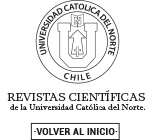 UNIVERSIDAD CATOLICA DEL NORTE
CHILE
REVISTAS CIENTÍFICAS
de la Universidad Católica del Norte.
·VOLVER AL INICIO·